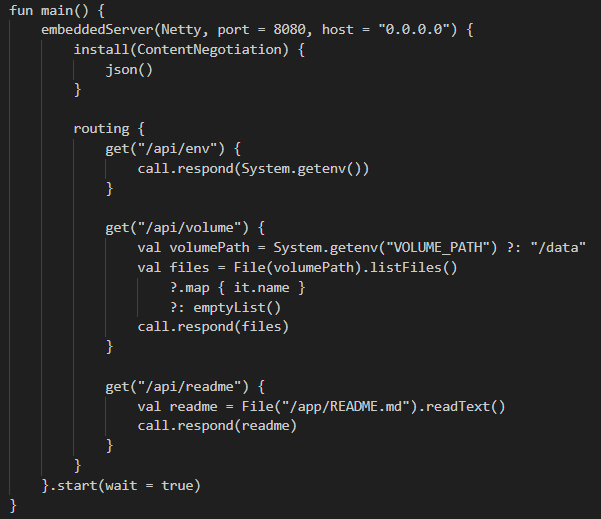 fun main() {
    embeddedServer(Netty, port = 8080, host = "0.0.0.0") {
        install(ContentNegotiation) {
            json()
        }

        routing {
            get("/api/env") {
                call.respond(System.getenv())
            }

            get("/api/volume") {
                val volumePath = System.getenv("VOLUME_PATH") ?: "/data"
                val files = File(volumePath).listFiles()
                    ?.map { it.name }
                    ?: emptyList()
                call.respond(files)
            }

            get("/api/readme") {
                val readme = File("/app/README.md").readText()
                call.respond(readme)
            }
        }
    }.start(wait = true)
}